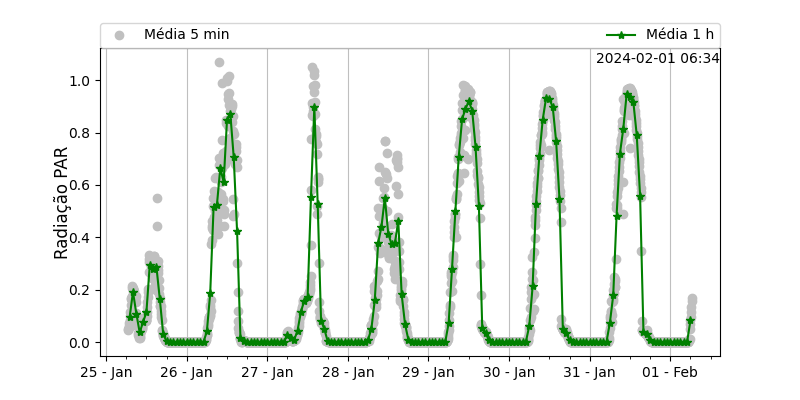 Média 5 min
Média 1 h
2024-02-01 06:34
Radiação PAR
1.0
0.8
0.6
0.4
0.2
0.0
25 - Jan
26 - Jan
27 - Jan
28 - Jan
29 - Jan
30 - Jan
31 - Jan
01 - Feb